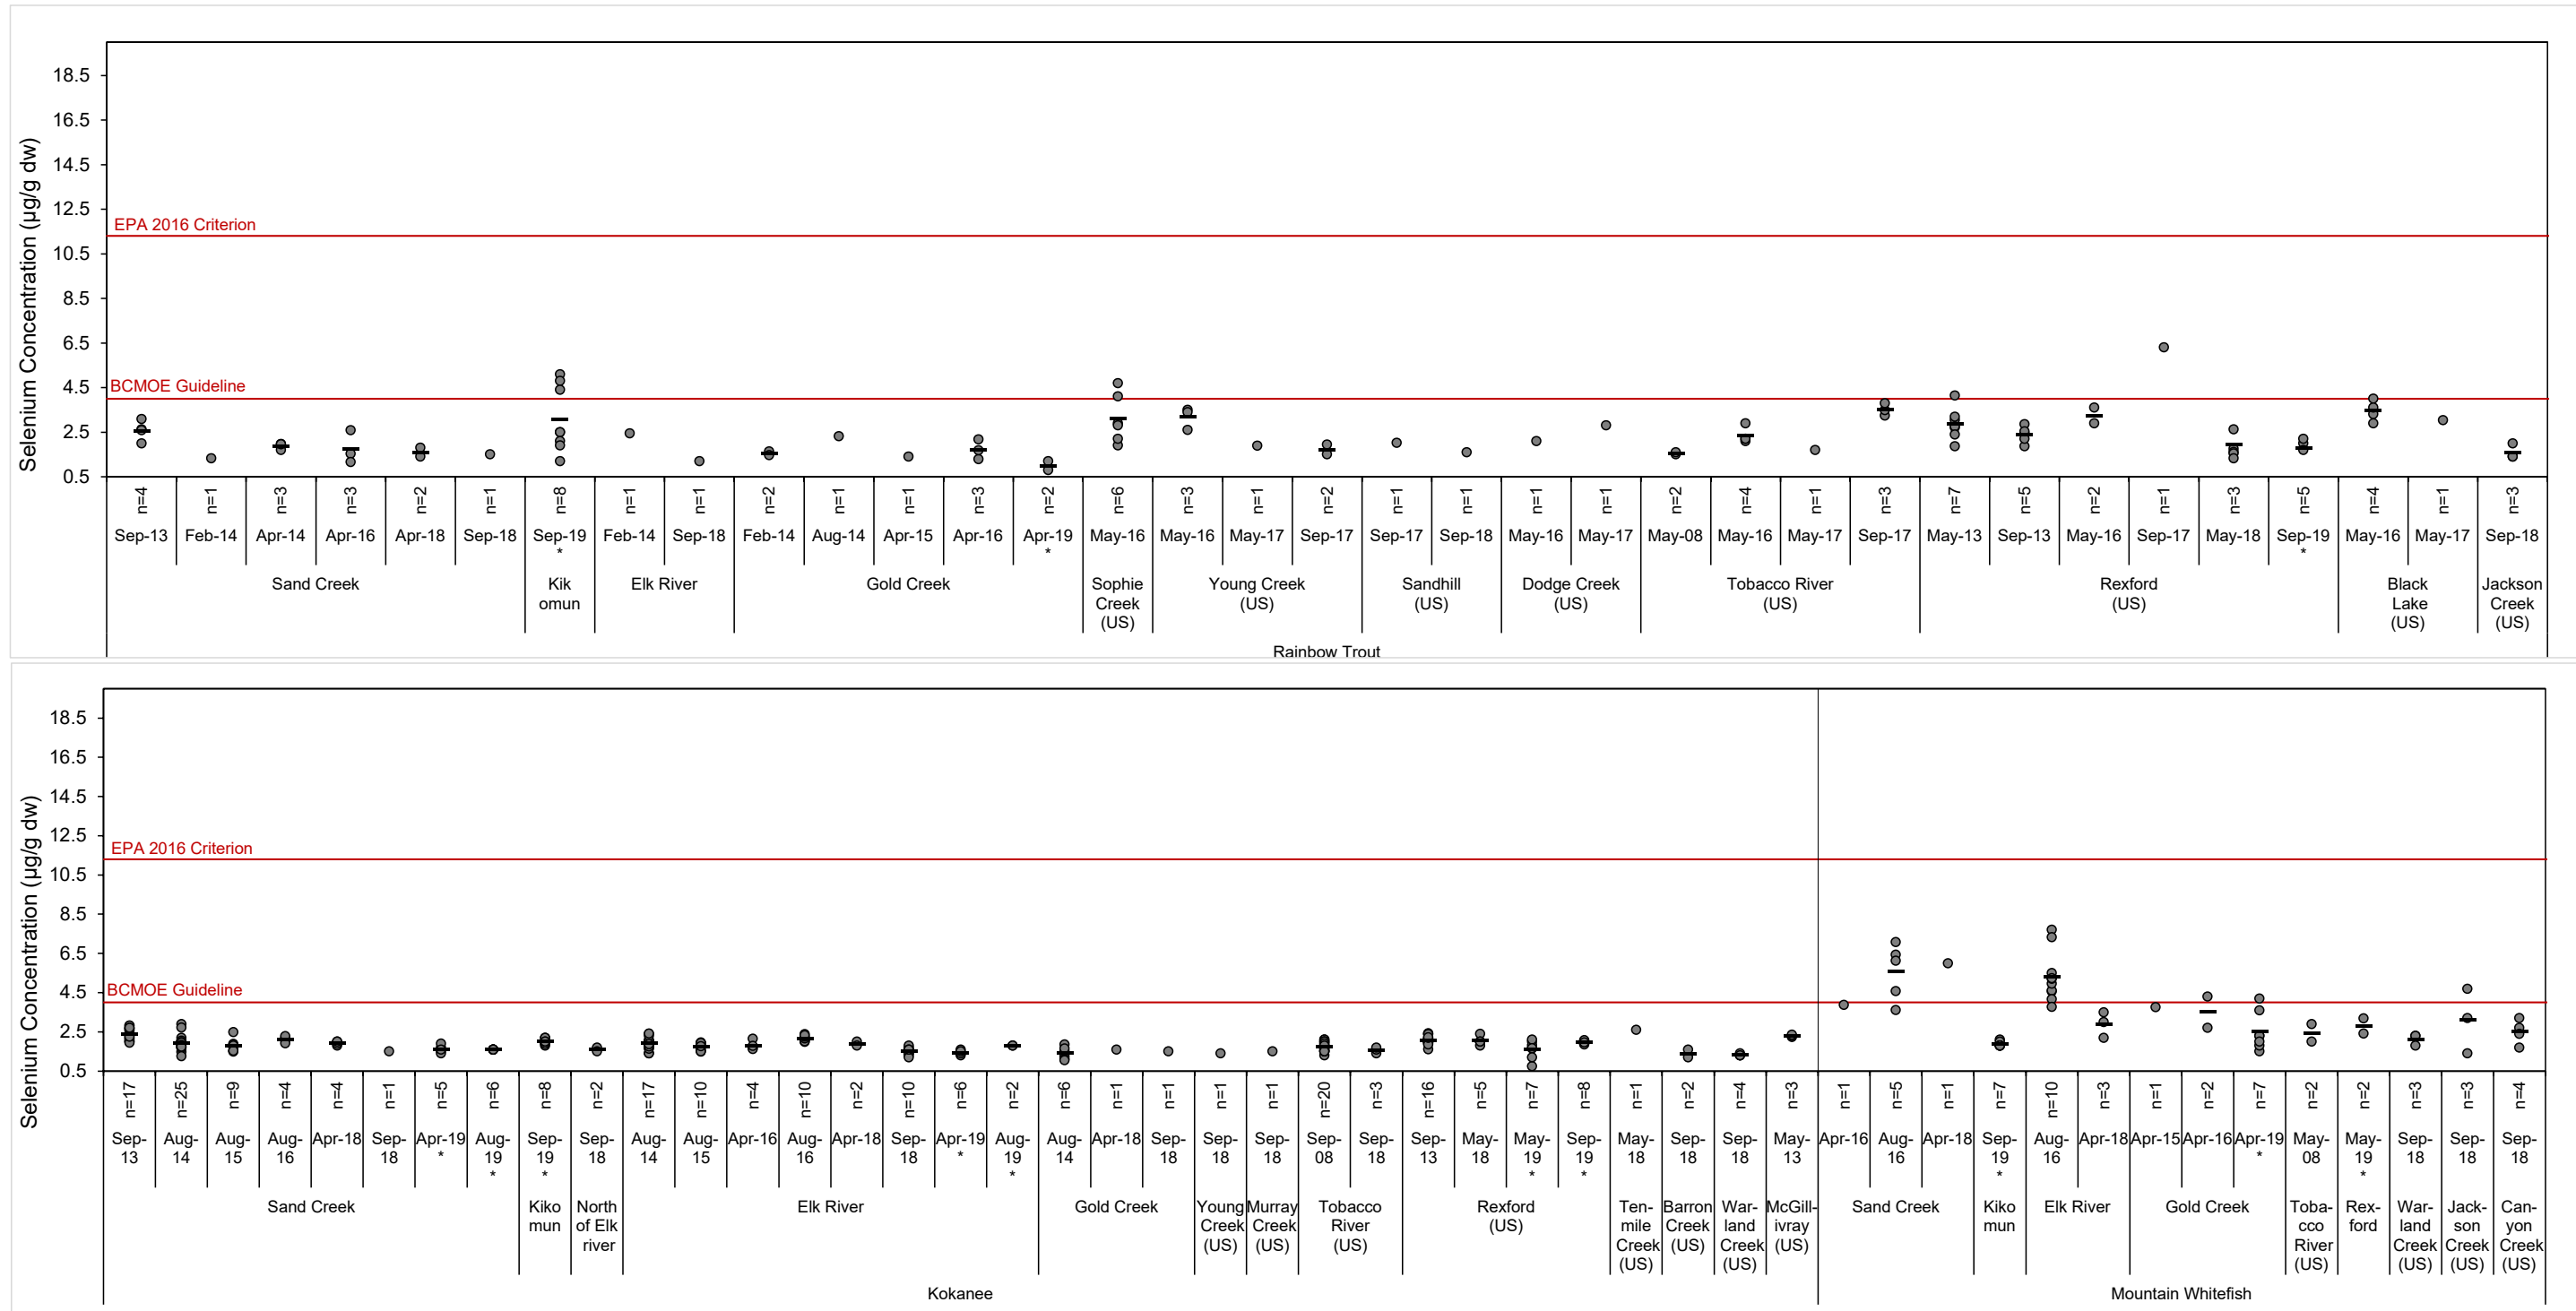 Selenium Concentration (µg/g dw)
18.5
16.5
14.5
12.5
10.5
8.5
6.5
4.5
2.5
0.5
EPA 2016 Criterion
BCMOE Guideline
n=4 n=1 n=3 n=3 n=2 n=1 n=8 n=1 n=1 n=2 n=1 n=1 n=3 n=2 n=6 n=3 n=1 n=2 n=1 n=1 n=1 n=1 n=2 n=4 n=1 n=3 n=7 n=5 n=2 n=1 n=3 n=5 n=4 n=1 n=3
Sep-13 Feb-14 Apr-14 Apr-16 Apr-18 Sep-18 Sep-19 Feb-14 Sep-18 Feb-14 Aug-14 Apr-15 Apr-16 Apr-19 May-16 May-16 May-17 Sep-17 Sep-17 Sep-18 May-16 May-17 May-08 May-16 May-17 Sep-17 May-13 Sep-13 May-16 Sep-17 May-18 Sep-19 May-16 May-17 Sep-18
* * *
Sand Creek Kik Elk River Gold Creek Sophie Young Creek Sandhill Dodge Creek Tobacco River Rexford Black Jackson
omun Creek (US) (US) (US) (US) (US) Lake Creek
(US) (US) (US)
Rainbow Trout
Selenium Concentration (µg/g dw)
18.5
16.5
14.5
12.5
10.5
8.5
6.5
4.5
2.5
0.5
EPA 2016 Criterion
BCMOE Guideline
n=17 n=25 n=9 n=4 n=4 n=1 n=5 n=6 n=8 n=2 n=17 n=10 n=4 n=10 n=2 n=10 n=6 n=2 n=6 n=1 n=1 n=1 n=1 n=20 n=3 n=16 n=5 n=7 n=8 n=1 n=2 n=4 n=3 n=1 n=5 n=1 n=7 n=10 n=3 n=1 n=2 n=7 n=2 n=2 n=3 n=3 n=4
Sep- Aug- Aug- Aug- Apr-18 Sep- Apr-19 Aug- Sep- Sep- Aug- Aug- Apr-16 Aug- Apr-18 Sep- Apr-19 Aug- Aug- Apr-18 Sep- Sep- Sep- Sep- Sep- Sep- May- May- Sep- May- Sep- Sep- May- Apr-16 Aug- Apr-18 Sep- Aug- Apr-18 Apr-15 Apr-16 Apr-19 May- May- Sep- Sep- Sep-
13 14 15 16 18 * 19 19 18 14 15 16 18 * 19 14 18 18 18 08 18 13 18 19 19 18 18 18 13 16 19 16 * 08 19 18 18 18
* * * * * * *
Sand Creek Kiko North Elk River Gold Creek Young Murray Tobacco Rexford Ten- Barron War- McGill- Sand Creek Kiko Elk River Gold Creek Toba- Rex- War- Jack- Can-
mun of Elk Creek Creek River (US) mile Creek land ivray mun cco ford land son yon
river (US) (US) (US) Creek (US) Creek (US) River Creek Creek Creek
(US) (US) (US) (US) (US) (US)
Kokanee Mountain Whitefish